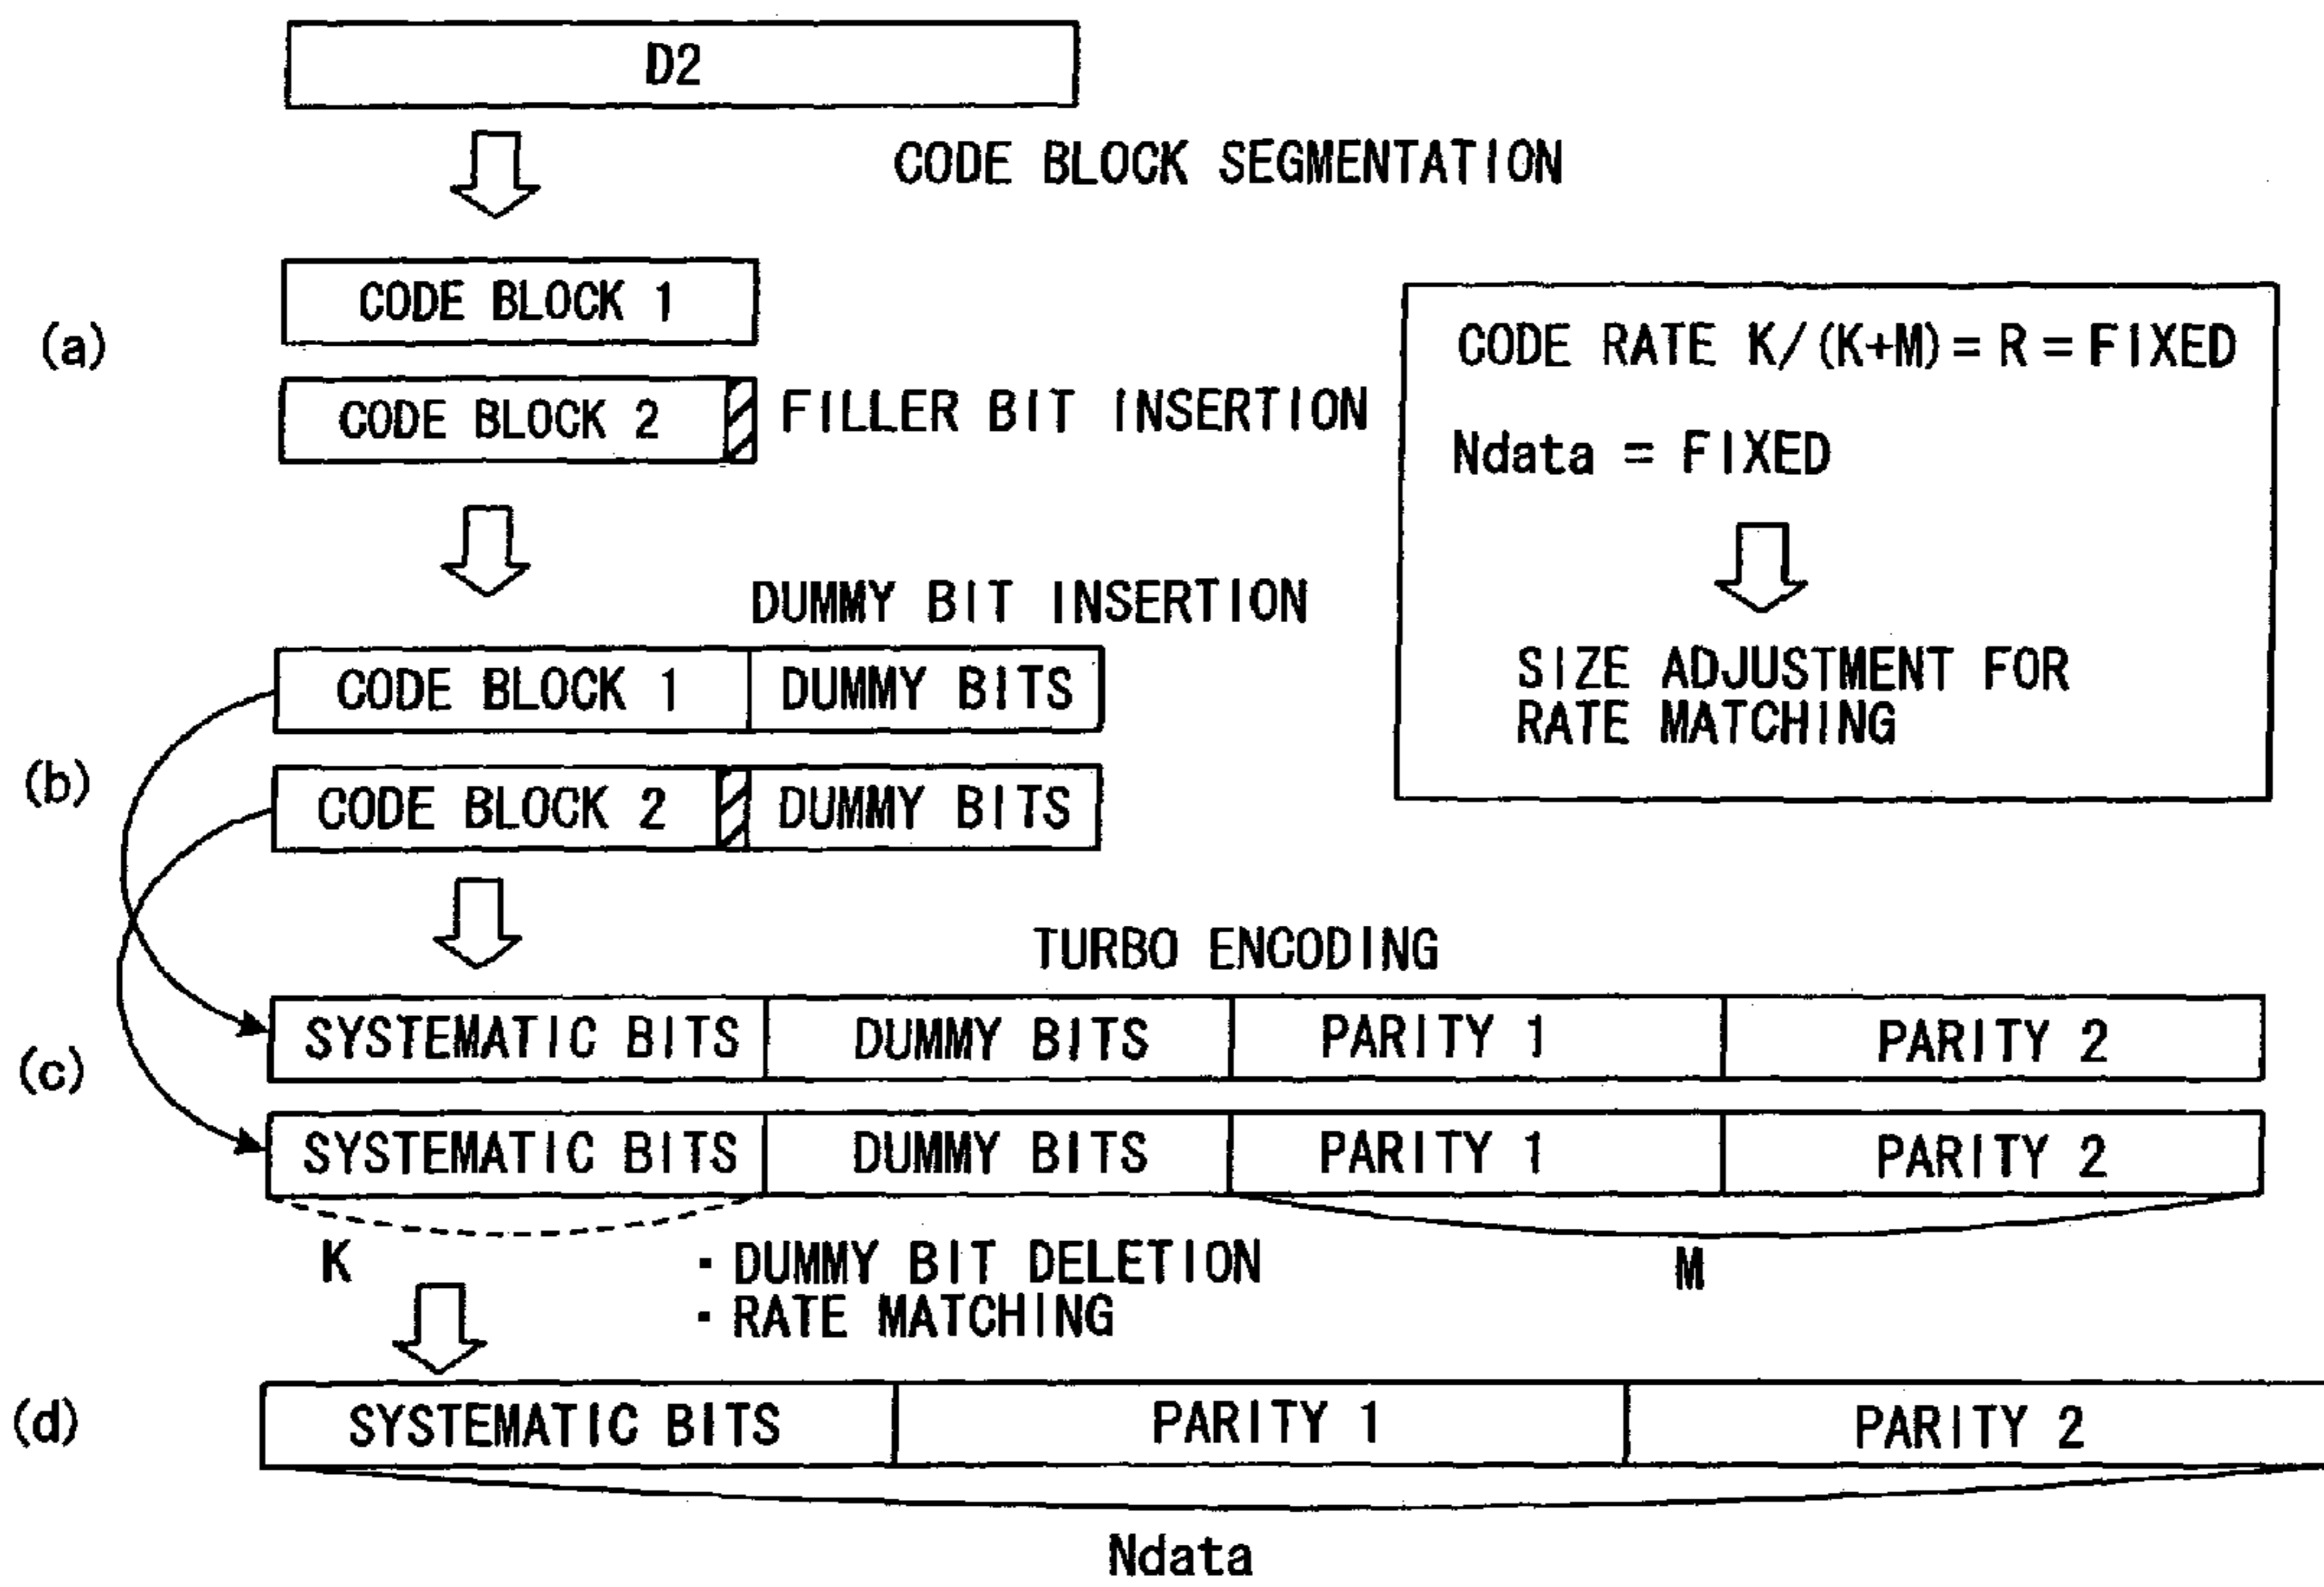 D2
CODE BLOCK SEGMENTATION
(a)
CODE BLOCK 1
CODE BLOCK 2
FILLER BIT INSERTION
CODE RATE K/(K+M) = R = FIXED
Ndata = FIXED
SIZE ADJUSTMENT FOR
RATE MATCHING
DUMMY BIT INSERTION
(b)
CODE BLOCK 1 DUMMY BITS
CODE BLOCK 2 DUMMY BITS
TURBO ENCODING
(c)
SYSTEMATIC BITS DUMMY BITS PARITY 1 PARITY 2
SYSTEMATIC BITS DUMMY BITS PARITY 1 PARITY 2
K
M
· DUMMY BIT DELETION
· RATE MATCHING
(d)
SYSTEMATIC BITS PARITY 1 PARITY 2
Ndata